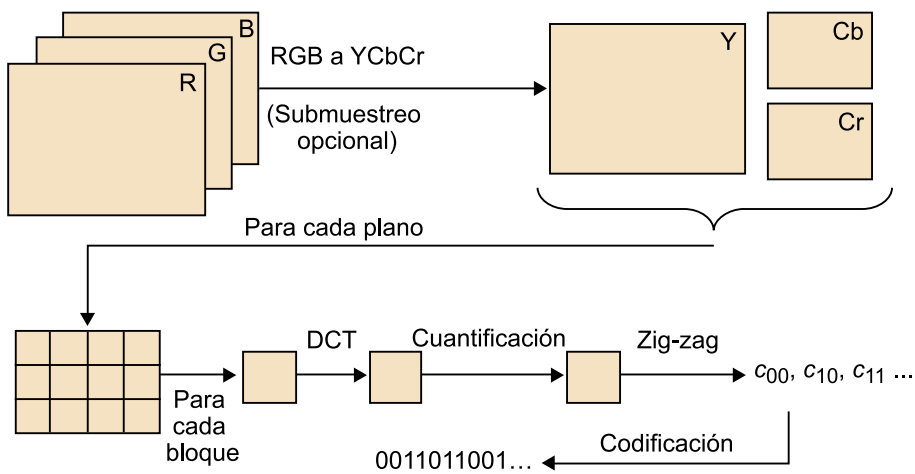 B
G
R
RGB a YCbCr
(Submuestreo
opcional)
Y
Cb
Cr
Para cada plano
DCT
Cuantificación
Zig-zag
c00, c10, c11 ...
Para
cada
bloque
Codificación
0011011001...